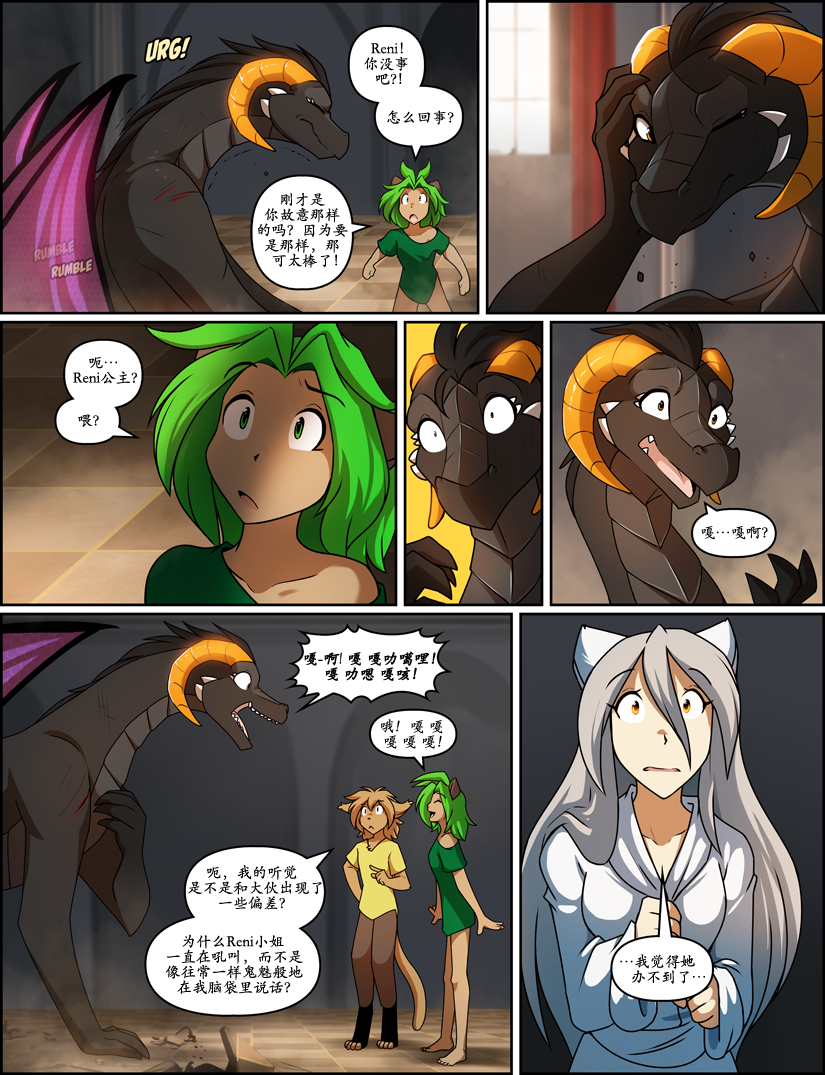 URG!
Reni!
你没事
吧?!
怎么回事?
刚才是
你故意那样
的吗? 因为要
是那样，那
可太棒了!
RUMBLE
RUMBLE
呃…
Reni公主?
喂?
嘎…嘎啊?
嘎-啊! 嘎 嘎叻嘴哩!
嘎 叻嗯 嘎咳!
哦! 嘎 嘎
嘎 嘎 嘎!
呃，我的听觉
是不是和大伙出现了
一些偏差?
为什么Reni小姐
一直在吼叫，而不是
像往常一样鬼魅般地
在我脑袋里说话?
…我觉得她
办不到了…